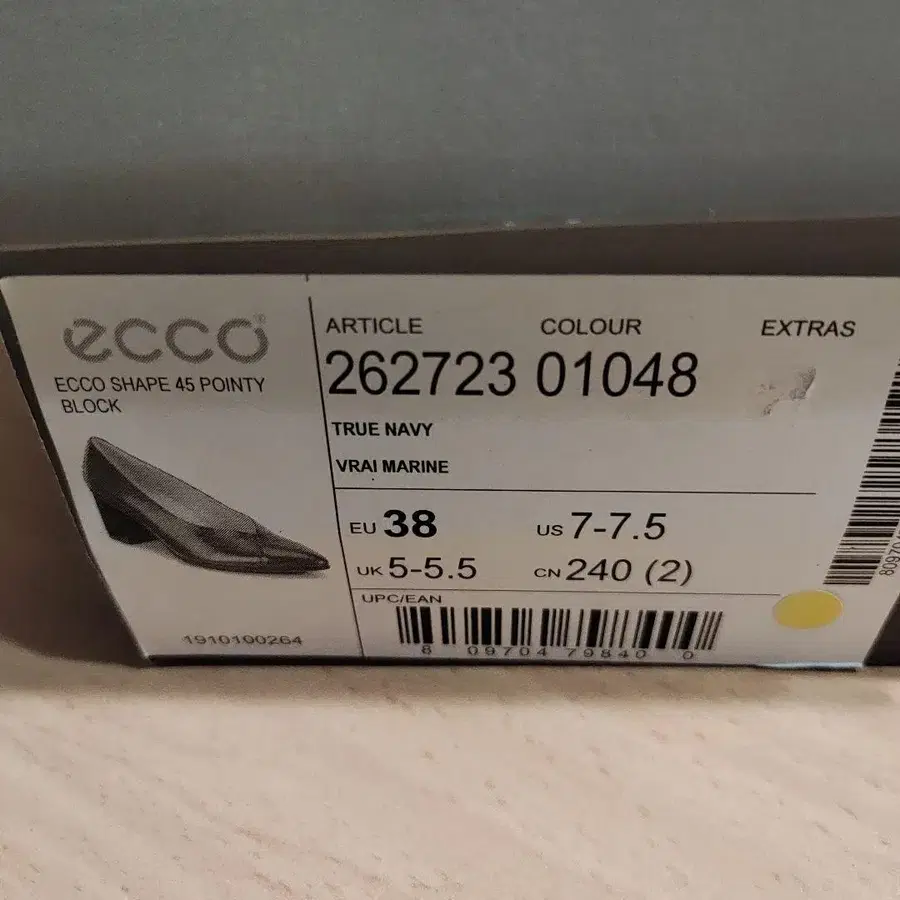 ecco®
ECCO SHAPE 45 POINTY
BLOCK
1910100264
ARTICLE COLOUR EXTRAS
262723 01048
TRUE NAVY
VRAI MARINE
EU 38 US 7-7.5
UK 5-5.5 CN 240 (2)
UPC/EAN
8 09704 79840 0